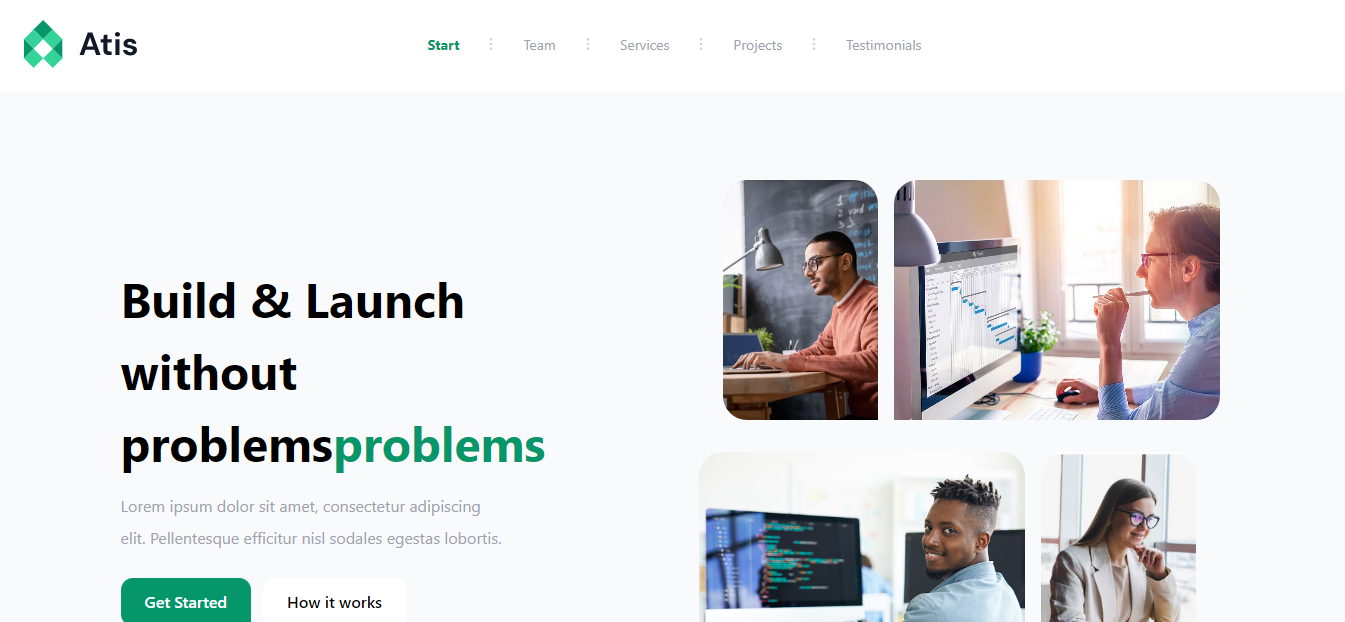 Atis
Start ⋮ Team ⋮ Services ⋮ Projects ⋮ Testimonials
Build & Launch
without
problemsproblems
Lorem ipsum dolor sit amet, consectetur adipiscing
elit. Pellentesque efficitur nisl sodales egestas lobortis.
Get Started
How it works